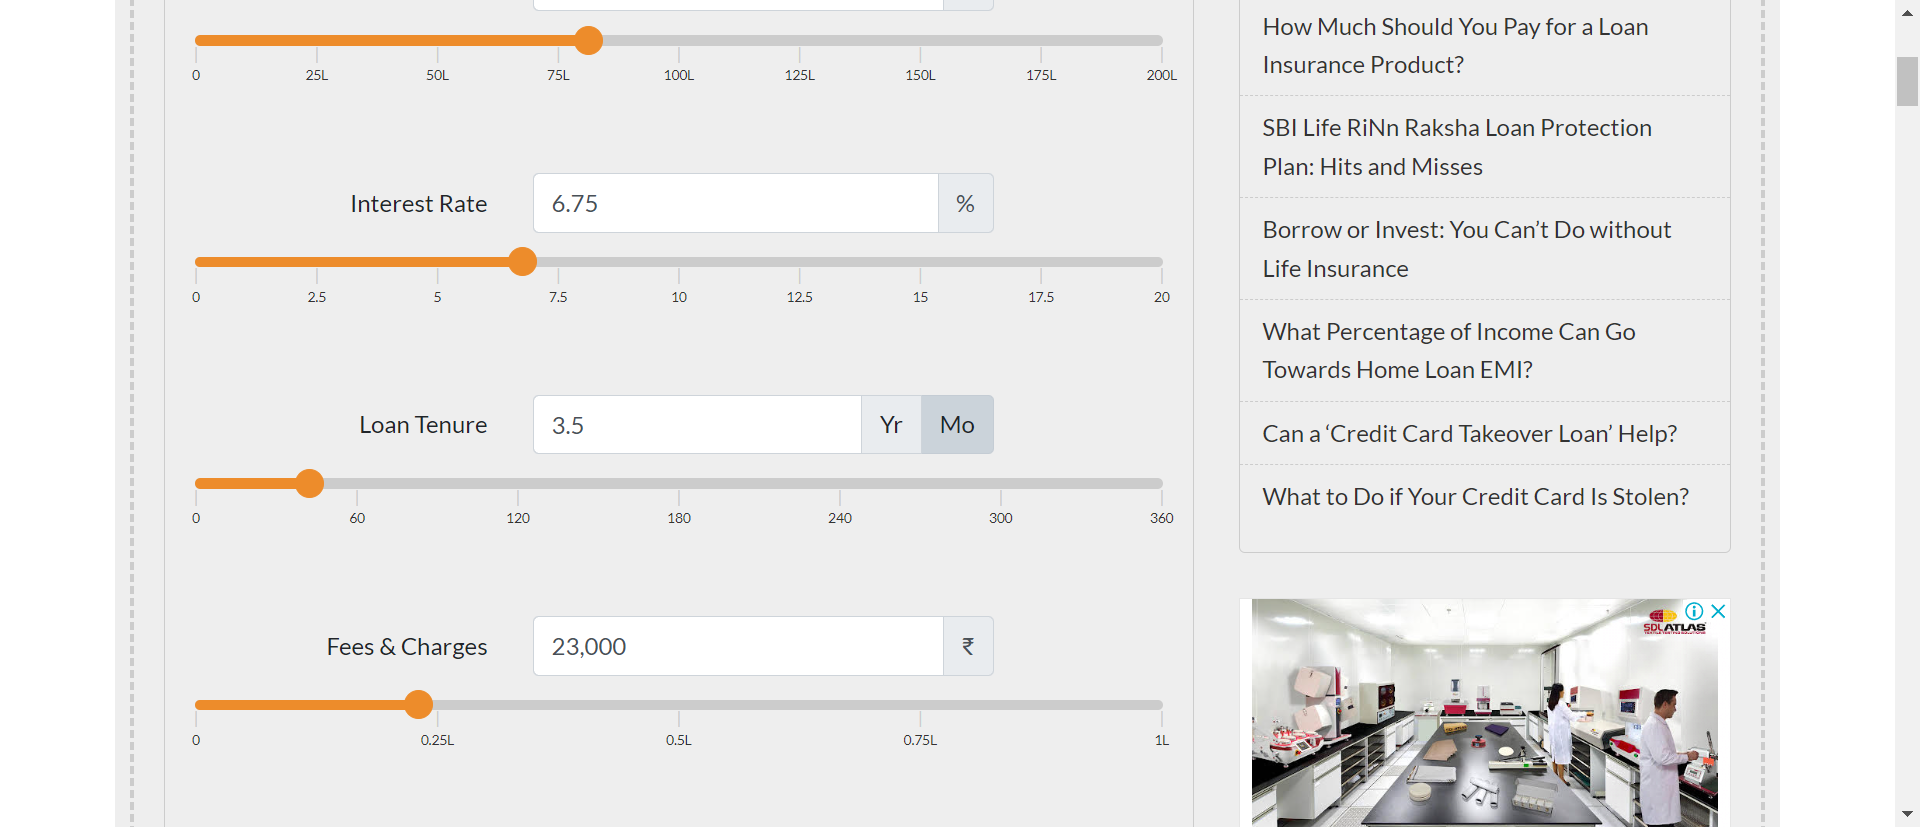 0 25L 50L 75L 100L 125L 150L 175L 200L
Interest Rate 6.75 %
0 2.5 5 7.5 10 12.5 15 17.5 20
Loan Tenure 3.5 Yr Mo
0 60 120 180 240 300 360
Fees & Charges 23,000 ₹
0 0.25L 0.5L 0.75L 1L
How Much Should You Pay for a Loan
Insurance Product?
SBI Life RiNn Raksha Loan Protection
Plan: Hits and Misses
Borrow or Invest: You Can’t Do without
Life Insurance
What Percentage of Income Can Go
Towards Home Loan EMI?
Can a ‘Credit Card Takeover Loan’ Help?
What to Do if Your Credit Card Is Stolen?
SDLATLAS
TEXTILE TESTING SOLUTIONS